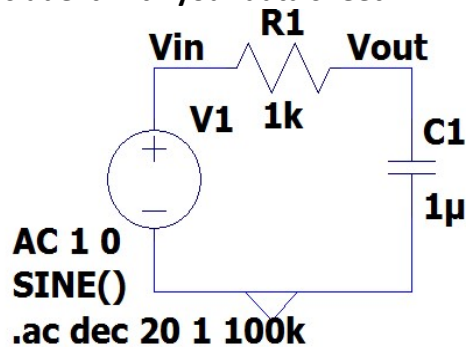 R1
Vin Vout
V1 1k C1
1µ
AC 1 0
SINE()
.ac dec 20 1 100k